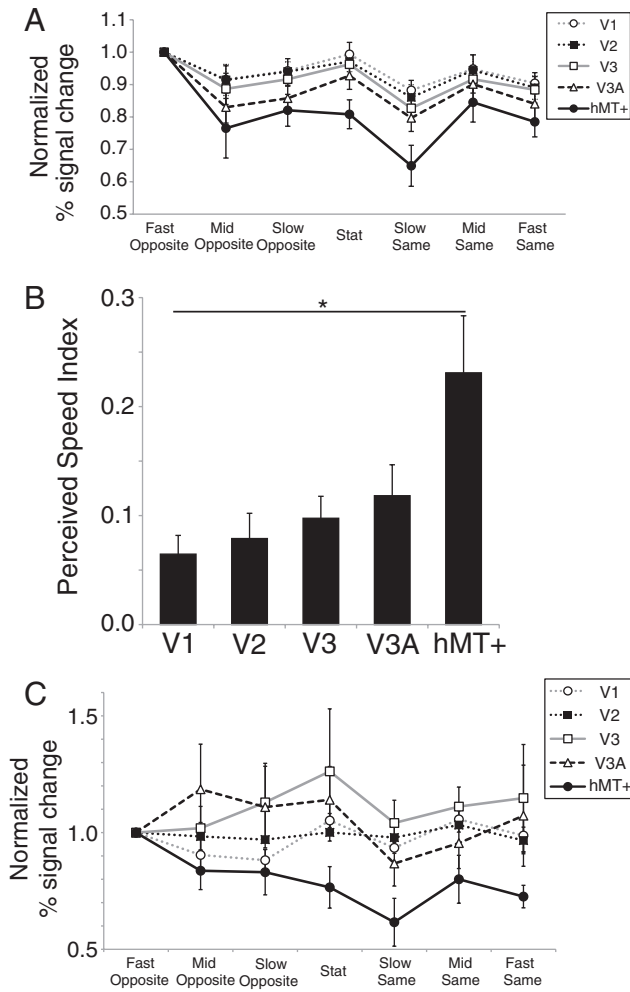 A
Normalized
% signal change
1.0
0.9
0.8
0.7
0.6
0.5
Fast
Opposite
Mid
Opposite
Slow
Opposite
Stat
Slow
Same
Mid
Same
Fast
Same
V1
V2
V3
V3A
hMT+
B
Perceived Speed Index
0.3
0.2
0.1
0.0
*
V1
V2
V3
V3A
hMT+
C
Normalized
% signal change
1.5
1.0
0.5
Fast
Opposite
Mid
Opposite
Slow
Opposite
Stat
Slow
Same
Mid
Same
Fast
Same
V1
V2
V3
V3A
hMT+